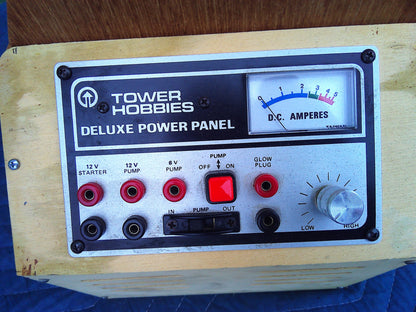 TOWER
HOBBIES
DELUXE POWER PANEL
0 1 2 3 4 5
D.C. AMPERES
12 V
STARTER
12 V
PUMP
6 V
PUMP
PUMP
OFF ON
GLOW
PLUG
IN PUMP OUT
LOW HIGH